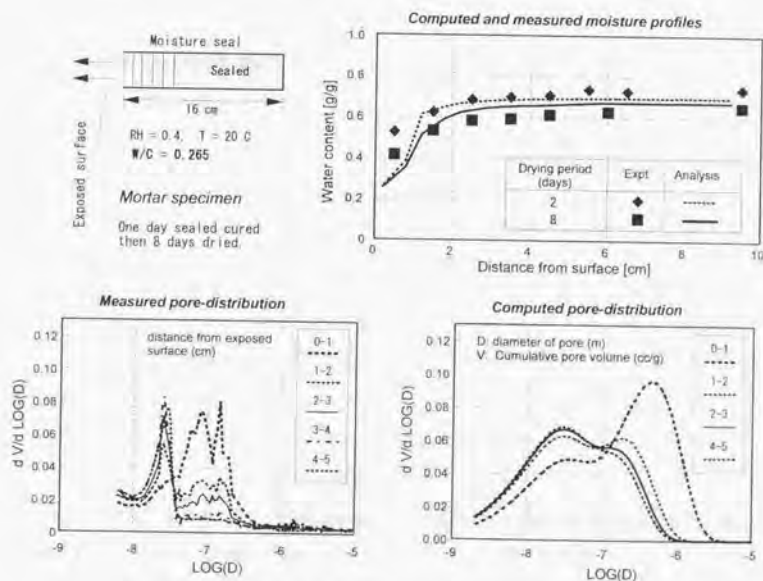 Moisture seal
Sealed
16 cm
Exposed surface
RH = 0.4, T = 20 C
W/C = 0.265
Mortar specimen
One day sealed cured
then 8 days dried.
Computed and measured moisture profiles
Water content [g/g]
1.0
0.8
0.6
0.4
0.2
0
Drying period
(days)
Expt
Analysis
2
8
0 2 4 6 8 10
Distance from surface [cm]
Measured pore-distribution
d V/d LOG(D)
0.12
0.10
0.08
0.06
0.04
0.02
0
distance from exposed
surface (cm)
0-1
1-2
2-3
3-4
4-5
-9 -8 -7 -6 -5
LOG(D)
Computed pore-distribution
d V/d LOG(D)
0.12
0.10
0.08
0.06
0.04
0.02
0.00
D: diameter of pore (m)
V: Cumulative pore volume (cc/g)
0-1
1-2
2-3
4-5
-9 -8 -7 -6 -5
LOG(D)